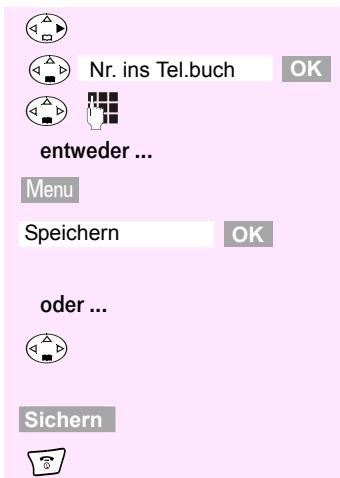 Nr. ins Tel.buch OK
entweder ...
Menu
Speichern OK
oder ...
Sichern